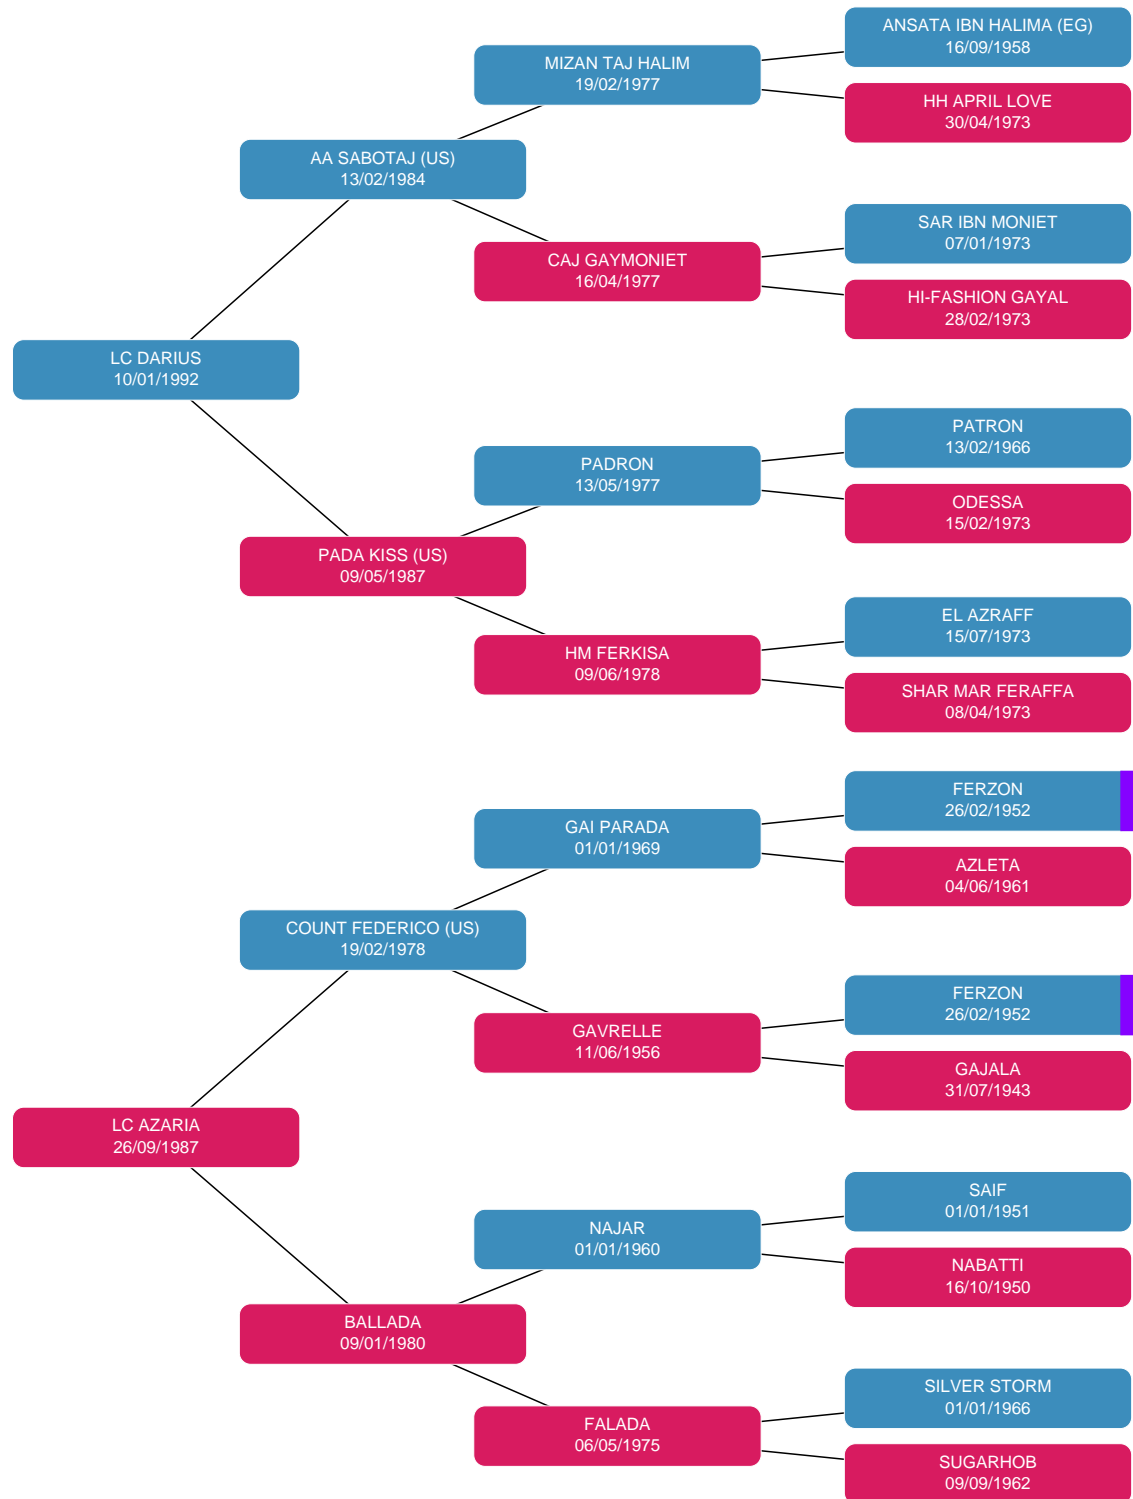 ANSATA IBN HALIMA (EG)
16/09/1958
MIZAN TAJ HALIM
19/02/1977
HH APRIL LOVE
30/04/1973
AA SABOTAJ (US)
13/02/1984
SAR IBN MONIET
07/01/1973
CAJ GAYMONIET
16/04/1977
HI-FASHION GAYAL
28/02/1973
LC DARIUS
10/01/1992
PATRON
13/02/1966
PADRON
13/05/1977
ODESSA
15/02/1973
PADA KISS (US)
09/05/1987
EL AZRAFF
15/07/1973
HM FERKISA
09/06/1978
SHAR MAR FERAFFA
08/04/1973
FERZON
26/02/1952
GAI PARADA
01/01/1969
AZLETA
04/06/1961
COUNT FEDERICO (US)
19/02/1978
FERZON
26/02/1952
GAVRELLE
11/06/1956
GAJALA
31/07/1943
LC AZARIA
26/09/1987
SAIF
01/01/1951
NAJAR
01/01/1960
NABATTI
16/10/1950
BALLADA
09/01/1980
SILVER STORM
01/01/1966
FALADA
06/05/1975
SUGARHOB
09/09/1962